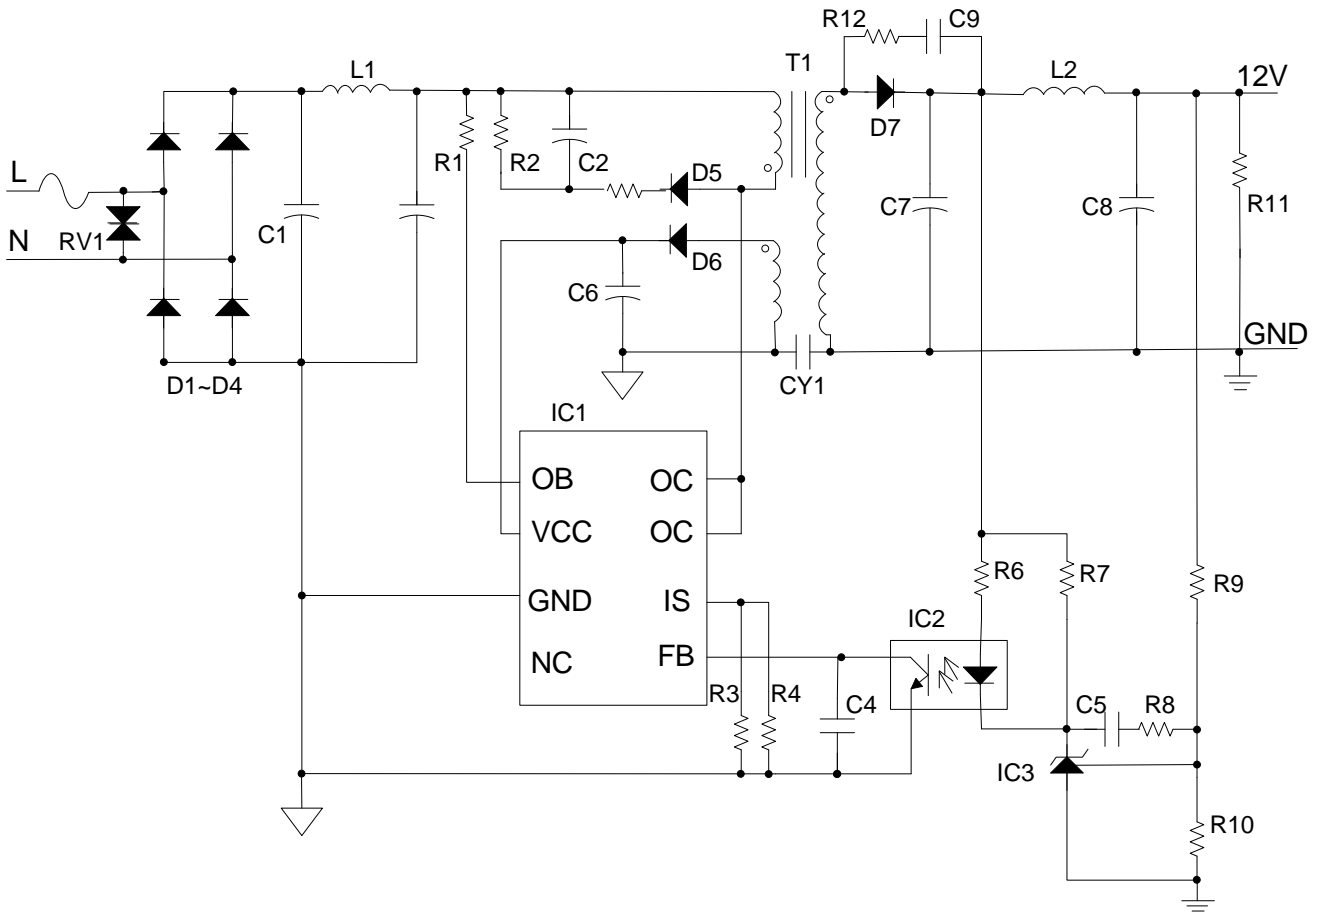 R12
C9
T1
L1
L2
12V
D7
R1
R2
C2
D5
L
RV1
N
C1
C7
C8
R11
D6
C6
GND
CY1
D1~D4
IC1
OB
OC
VCC
OC
GND
IS
NC
FB
R6
R7
R9
IC2
R3
R4
C4
C5
R8
IC3
R10